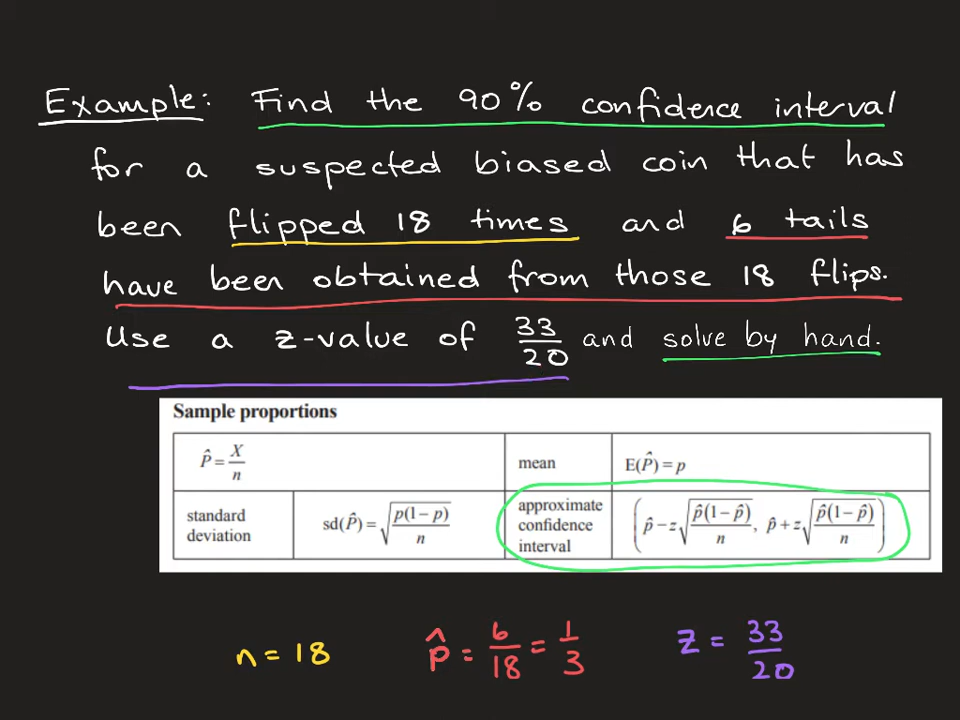 Example: Find the 90% confidence interval
for a suspected biased coin that has
been flipped 18 times and 6 tails
have been obtained from those 18 flips.
Use a z-value of 33/20 and solve by hand.
Sample proportions
P̂ = X/n
mean
E(P̂) = p
standard deviation
sd(P̂) = √(p(1 − p)/n)
approximate confidence interval
(p̂ − z√(p̂(1 − p̂)/n), p̂ + z√(p̂(1 − p̂)/n))
n = 18
p̂ = 6/18 = 1/3
z = 33/20